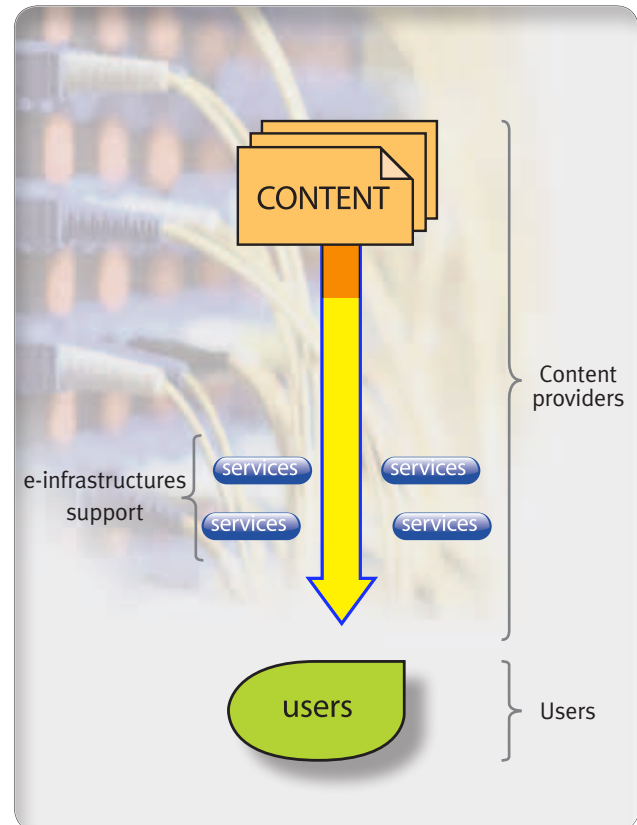 CONTENT
Content
providers
services
services
e-infrastructures
support
services
services
users
Users